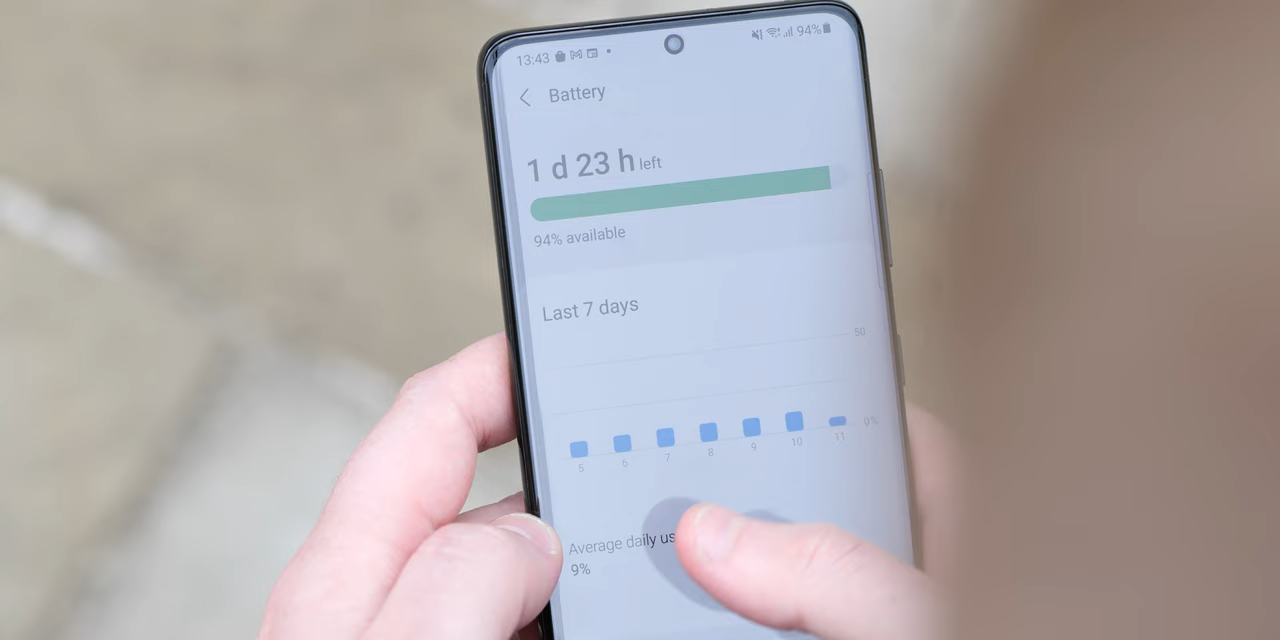 13:43 94%
Battery
1 d 23 h left
94% available
Last 7 days
50
0%
5 6 7 8 9 10 11
Average daily us
9%